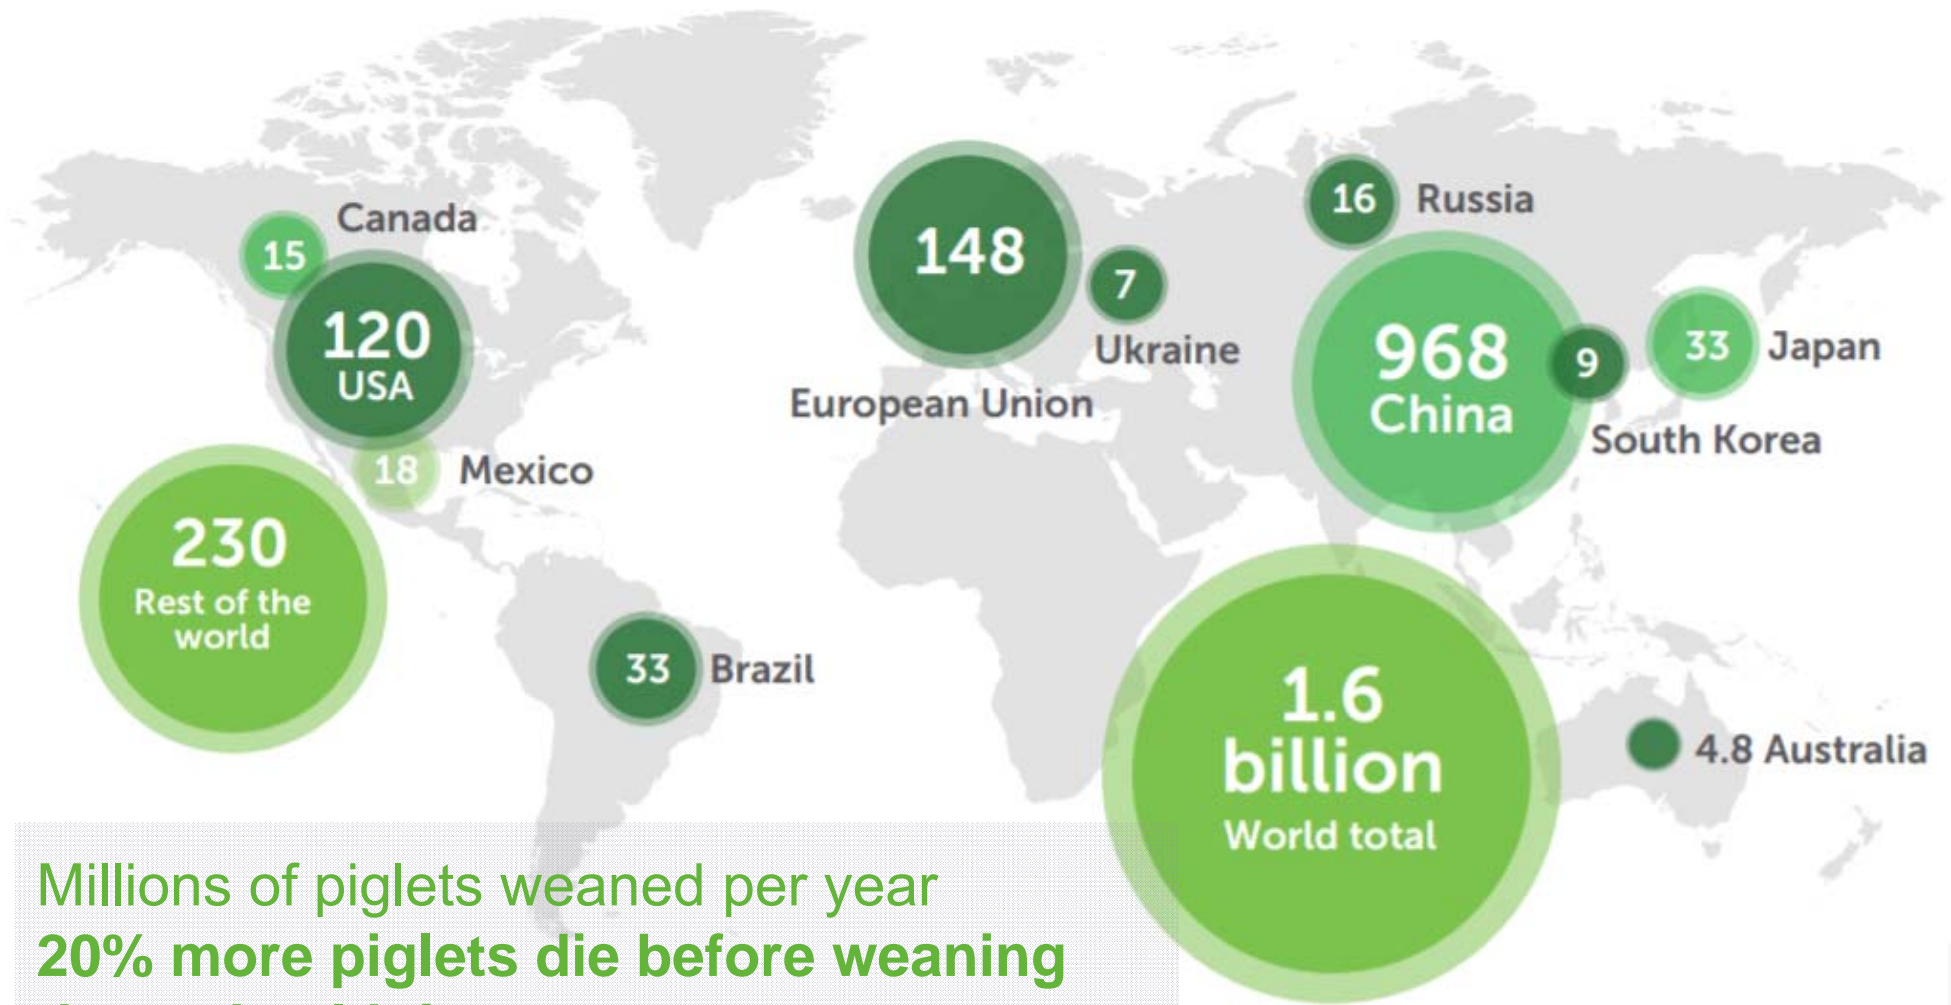 Canada
15
120
USA
18 Mexico
230
Rest of the
world
33 Brazil
148
European Union
7
Ukraine
16 Russia
968
China
9
South Korea
33 Japan
1.6
billion
World total
4.8 Australia
Millions of piglets weaned per year
20% more piglets die before weaning